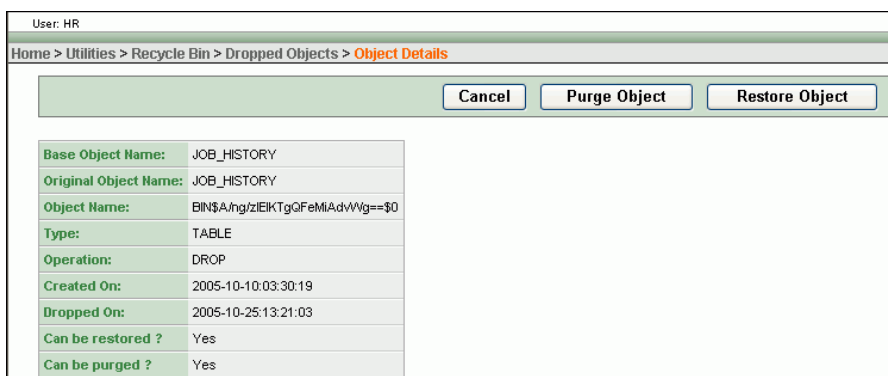 User: HR
Home > Utilities > Recycle Bin > Dropped Objects > Object Details
Cancel Purge Object Restore Object
Base Object Name: JOB_HISTORY
Original Object Name: JOB_HISTORY
Object Name: BIN$A/ng/zlElKTgQFeMiAdvWg==$0
Type: TABLE
Operation: DROP
Created On: 2005-10-10:03:30:19
Dropped On: 2005-10-25:13:21:03
Can be restored ? Yes
Can be purged ? Yes